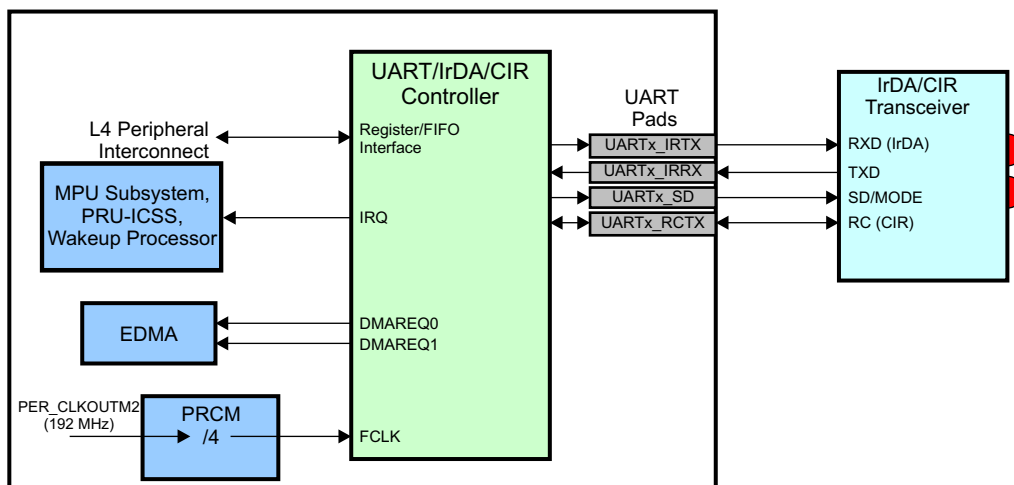 UART/IrDA/CIR
Controller
IrDA/CIR
Transceiver
UART
Pads
L4 Peripheral
Interconnect
Register/FIFO
Interface
UARTx_IRTX
RXD (IrDA)
UARTx_IRRX
TXD
MPU Subsystem,
PRU-ICSS,
Wakeup Processor
IRQ
UARTx_SD
SD/MODE
UARTx_RCTX
RC (CIR)
EDMA
DMAREQ0
DMAREQ1
PER_CLKOUTM2
(192 MHz)
PRCM
/4
FCLK